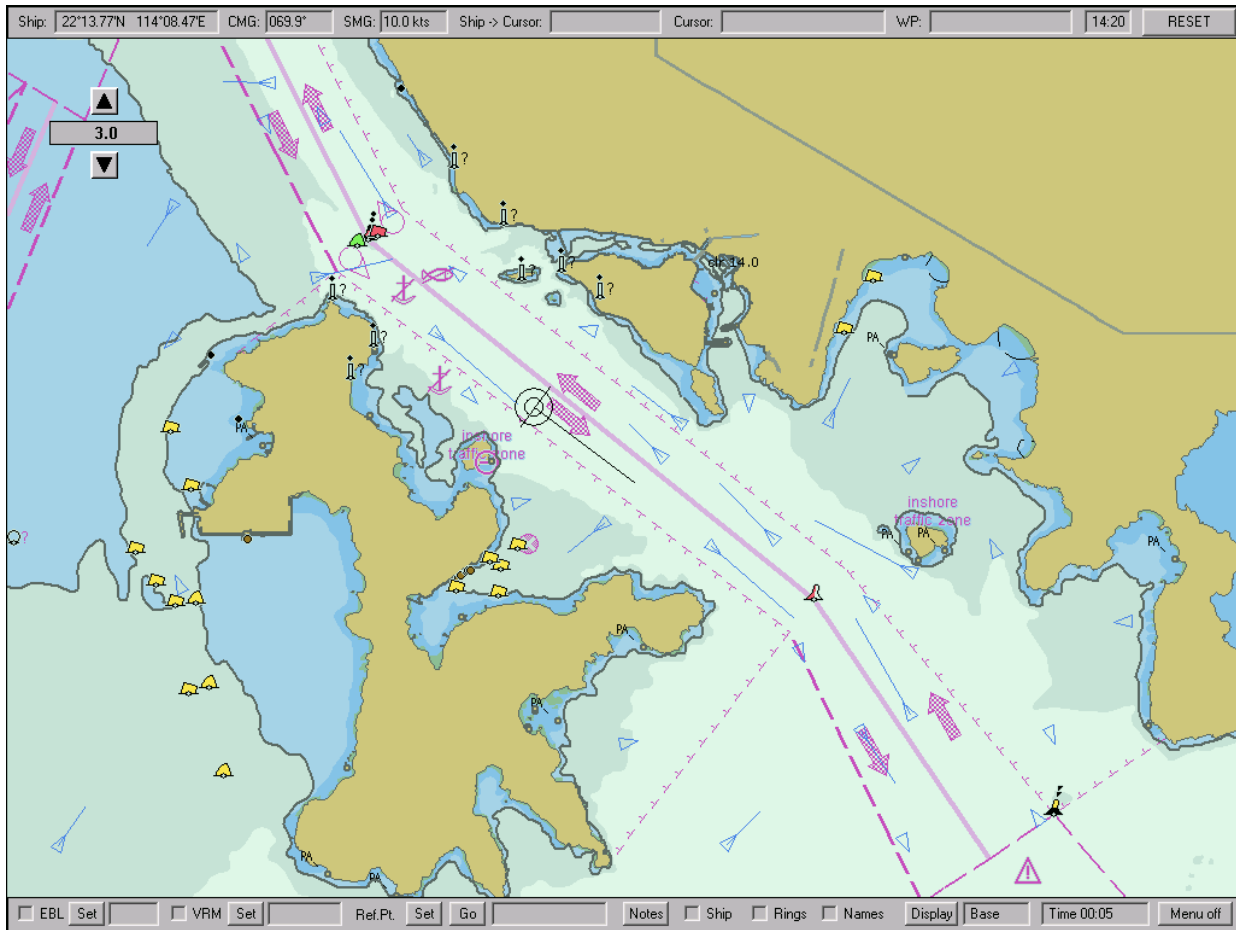 Ship: 22°13.77'N 114°08.47'E CMG: 069.9° SMG: 10.0 kts Ship -> Cursor: Cursor: WP: 14:20 RESET
3.0
?
?
clr 14.0
? ?
?
?
?
?
PA
PA
inshore
traffic zone
inshore
traffic zone
PA
PA
PA
?
PA
PA
PA
PA
EBL Set VRM Set Ref.Pt. Set Go Notes Ship Rings Names Display Base Time 00:05 Menu off